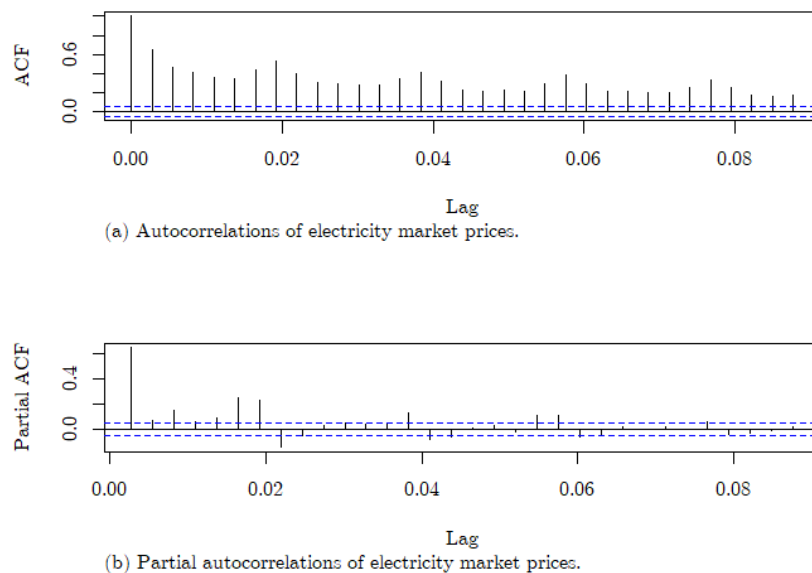 ACF
0.6
0.0
0.00 0.02 0.04 0.06 0.08
Lag
(a) Autocorrelations of electricity market prices.
Partial ACF
0.4
0.0
0.00 0.02 0.04 0.06 0.08
Lag
(b) Partial autocorrelations of electricity market prices.